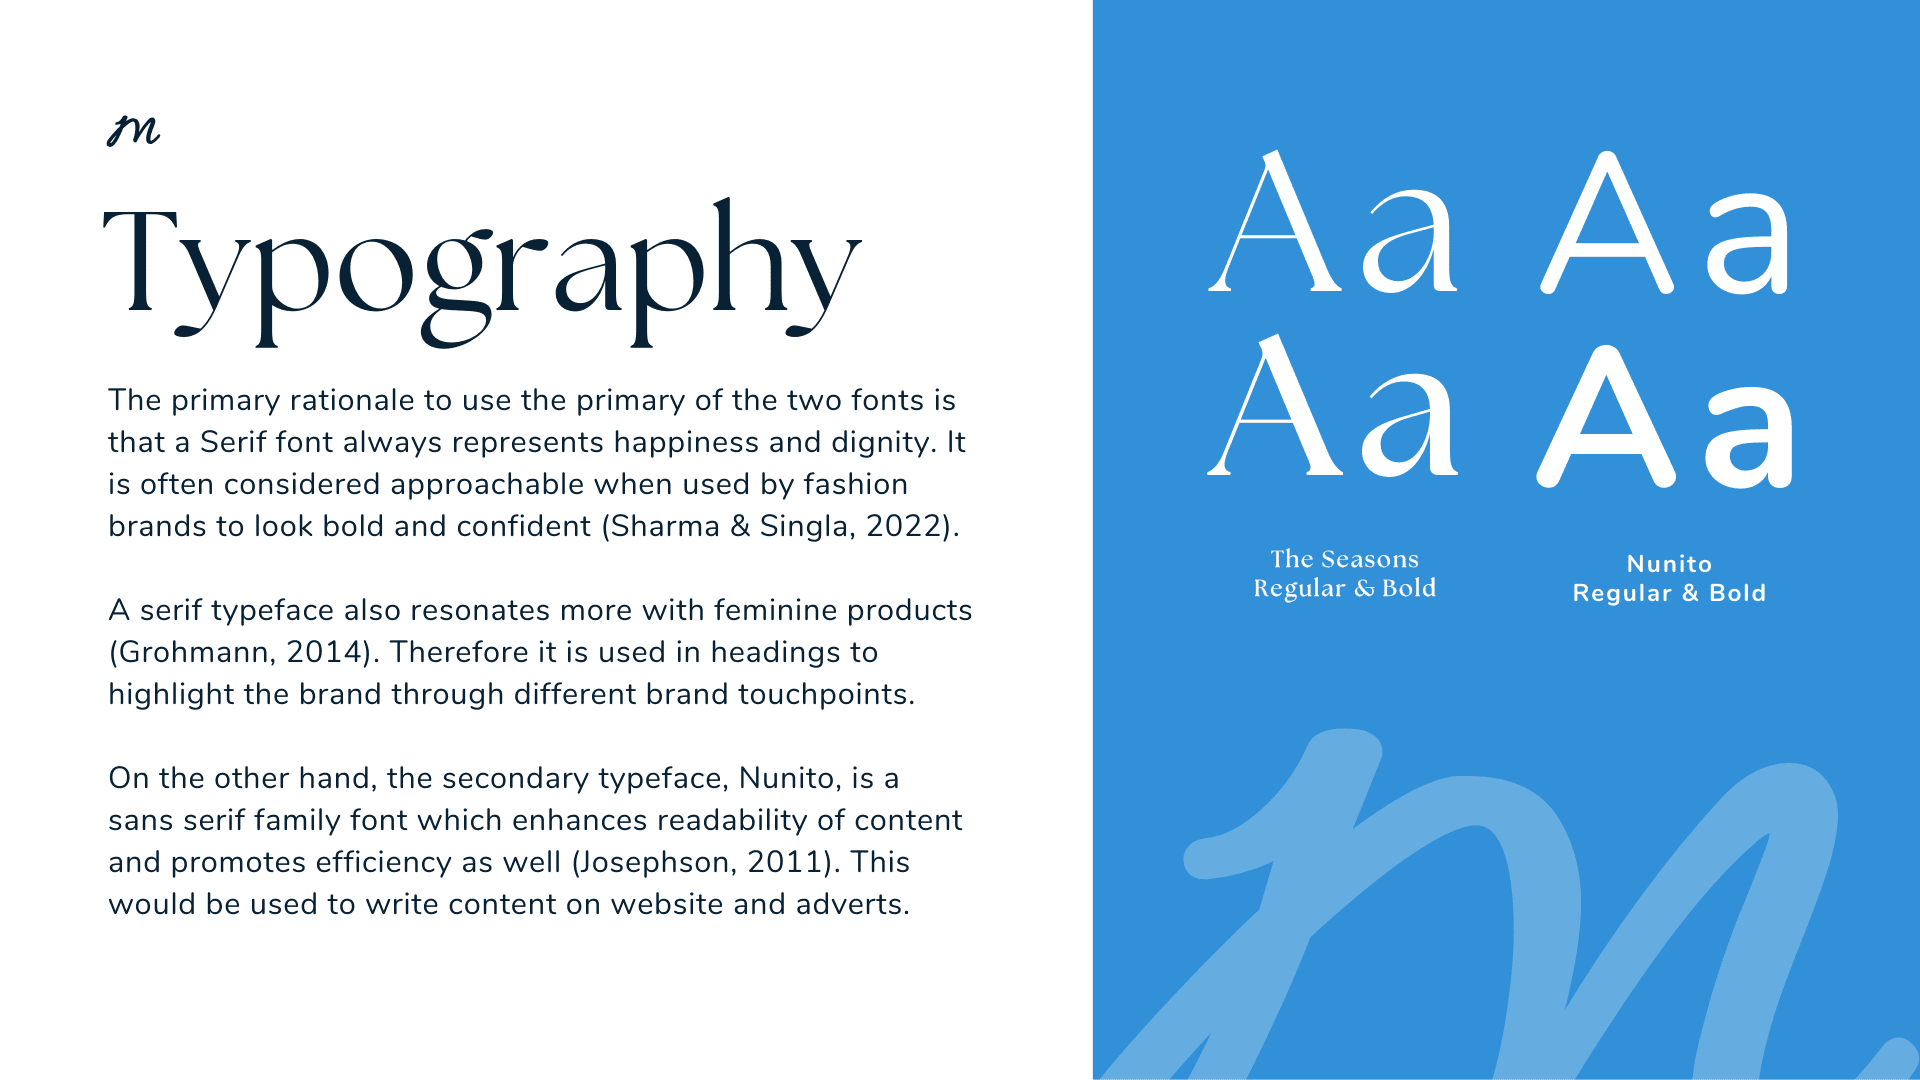 m
Typography
The primary rationale to use the primary of the two fonts is
that a Serif font always represents happiness and dignity. It
is often considered approachable when used by fashion
brands to look bold and confident (Sharma & Singla, 2022).
A serif typeface also resonates more with feminine products
(Grohmann, 2014). Therefore it is used in headings to
highlight the brand through different brand touchpoints.
On the other hand, the secondary typeface, Nunito, is a
sans serif family font which enhances readability of content
and promotes efficiency as well (Josephson, 2011). This
would be used to write content on website and adverts.
Aa Aa
Aa Aa
The Seasons
Regular & Bold
Nunito
Regular & Bold
m